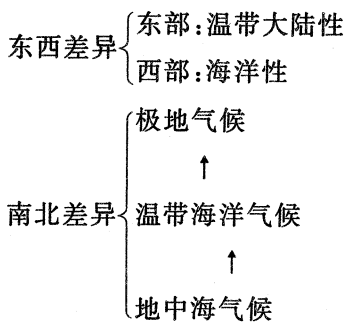 东西差异
东部:温带大陆性
西部:海洋性
南北差异
极地气候
↑
温带海洋气候
↑
地中海气候